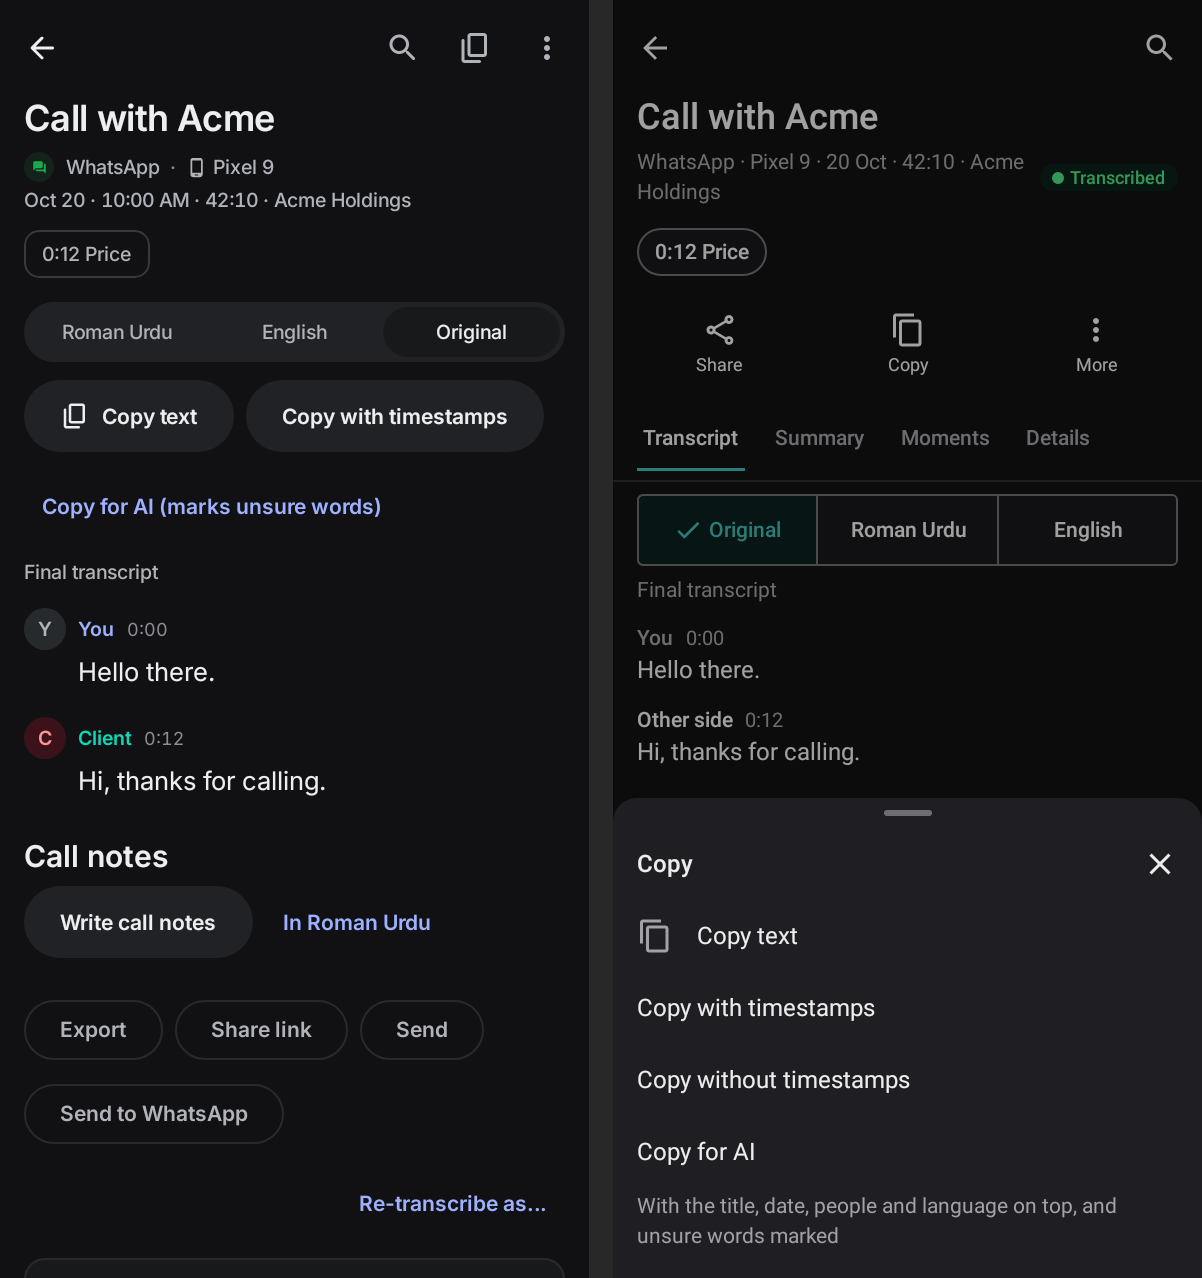 Call with Acme
WhatsApp · Pixel 9
Oct 20 · 10:00 AM · 42:10 · Acme Holdings
0:12 Price
Roman Urdu English Original
Copy text Copy with timestamps
Copy for AI (marks unsure words)
Final transcript
Y You 0:00
Hello there.
C Client 0:12
Hi, thanks for calling.
Call notes
Write call notes In Roman Urdu
Export Share link Send
Send to WhatsApp
Re-transcribe as...
Call with Acme
WhatsApp · Pixel 9 · 20 Oct · 42:10 · Acme
Holdings
Transcribed
0:12 Price
Share Copy More
Transcript Summary Moments Details
Original Roman Urdu English
Final transcript
You 0:00
Hello there.
Other side 0:12
Hi, thanks for calling.
Copy
Copy text
Copy with timestamps
Copy without timestamps
Copy for AI
With the title, date, people and language on top, and
unsure words marked